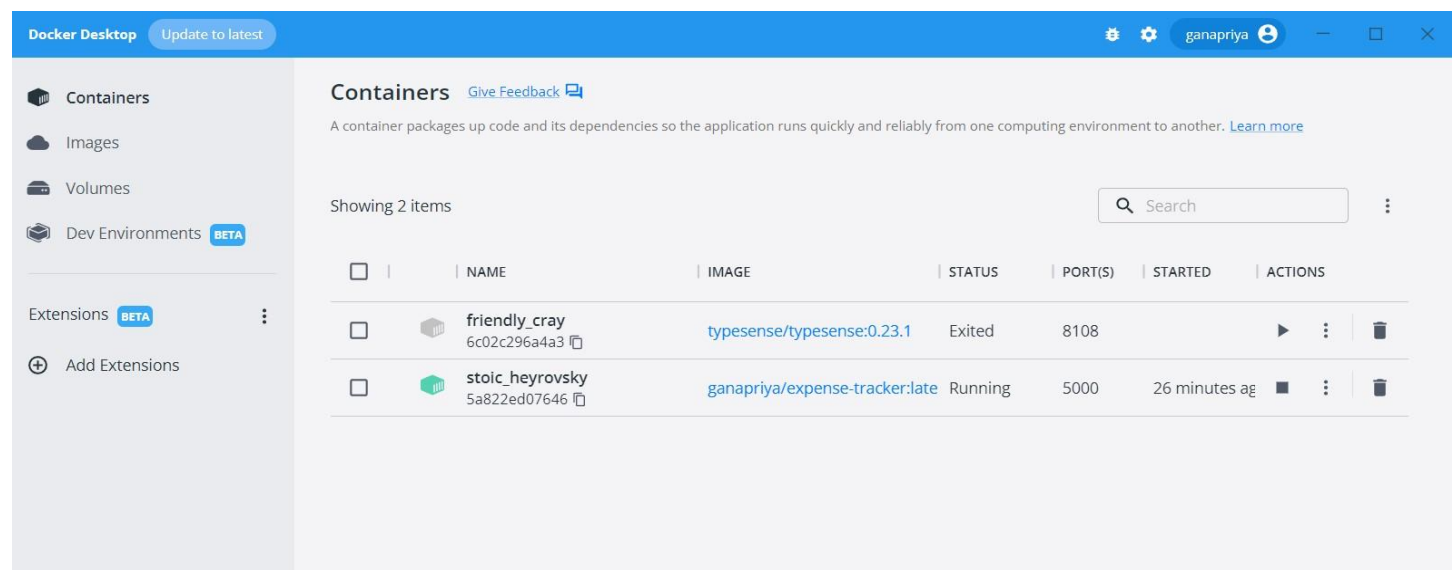 Docker Desktop Update to latest ganapriya
Containers
Images
Volumes
Dev Environments BETA
Extensions BETA
Add Extensions
Containers Give Feedback
A container packages up code and its dependencies so the application runs quickly and reliably from one computing environment to another. Learn more
Showing 2 items
Search
NAME IMAGE STATUS PORT(S) STARTED ACTIONS
friendly_cray typesense/typesense:0.23.1 Exited 8108
6c02c296a4a3
stoic_heyrovsky ganapriya/expense-tracker:late Running 5000 26 minutes ag
5a822ed07646